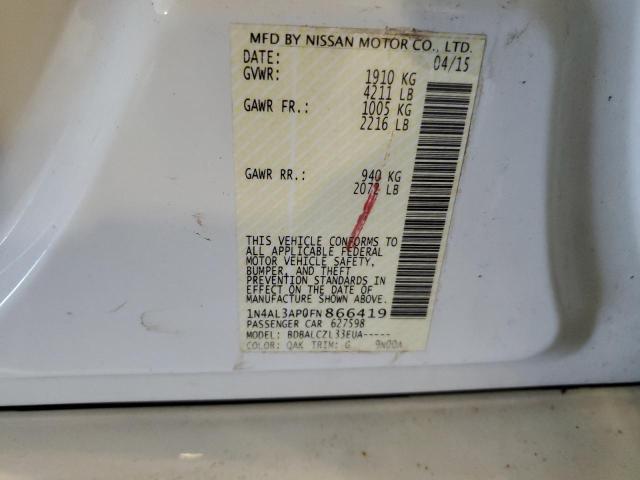 MFD BY NISSAN MOTOR CO., LTD.
DATE: 04/15
GVWR: 1910 KG
4211 LB
GAWR FR.: 1005 KG
2216 LB
GAWR RR.: 940 KG
2072 LB
THIS VEHICLE CONFORMS TO
ALL APPLICABLE FEDERAL
MOTOR VEHICLE SAFETY,
BUMPER, AND THEFT
PREVENTION STANDARDS IN
EFFECT ON THE DATE OF
MANUFACTURE SHOWN ABOVE.
1N4AL3AP0FN866419
PASSENGER CAR 627598
MODEL: BDBALCZL33EUA-----
COLOR: QAK TRIM: G 9N00A